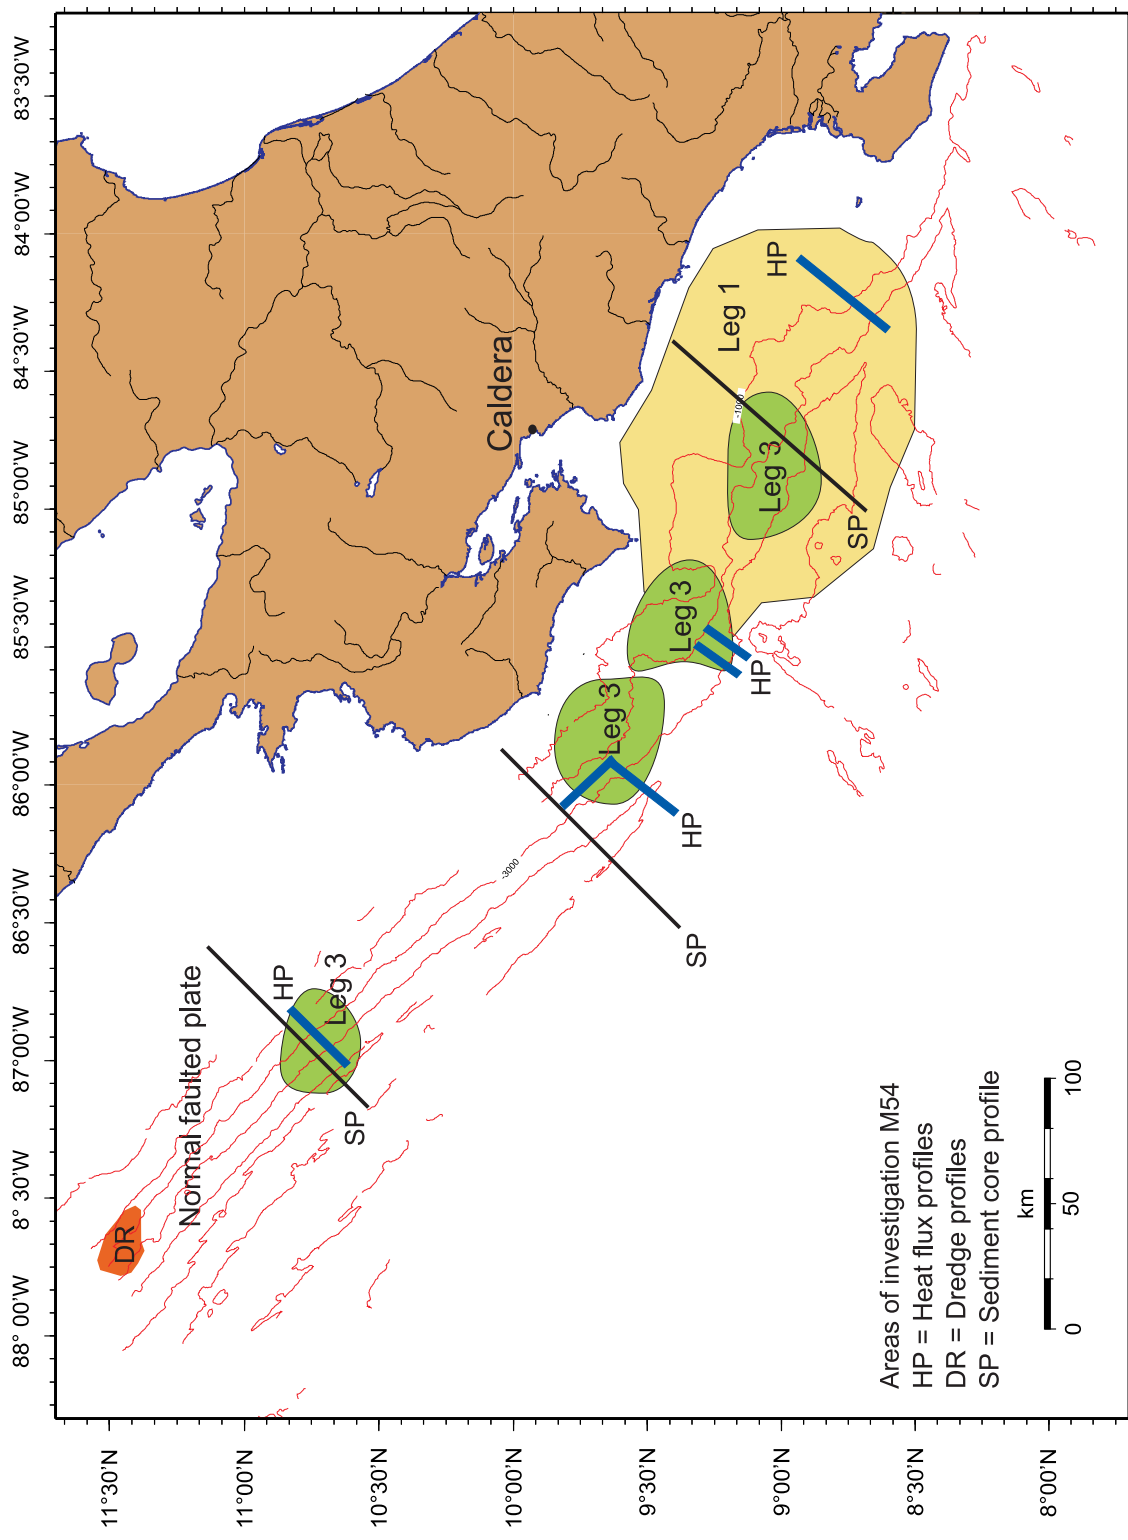 88° 00'W
8° 30'W
87°00'W
86°30'W
86°00'W
85°30'W
85°00'W
84°30'W
84°00'W
83°30'W
11°30'N
11°00'N
10°30'N
10°00'N
9°30'N
9°00'N
8°30'N
8°00'N
DR
Normal faulted plate
HP
Leg 3
SP
-3000
Caldera
Leg 3
HP
SP
Leg 3
HP
Leg 1
HP
-1000
Leg 3
SP
Areas of investigation M54
HP = Heat flux profiles
DR = Dredge profiles
SP = Sediment core profile
km
0 50 100